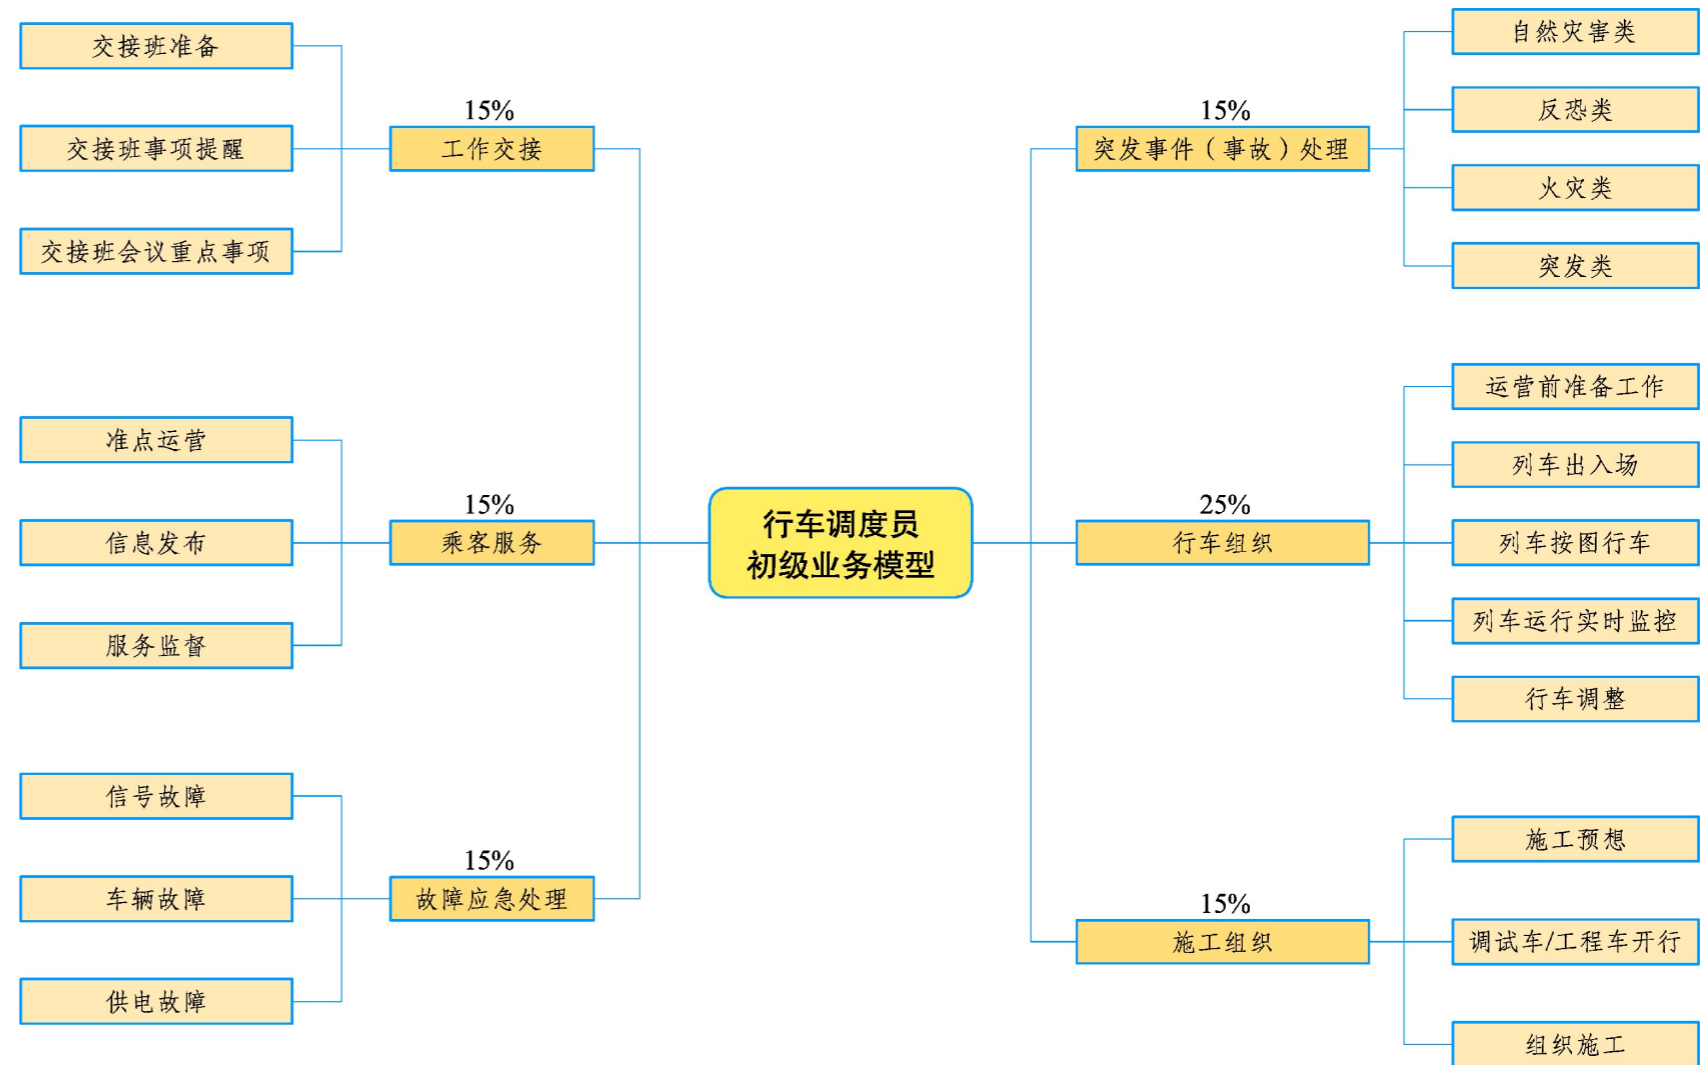 交接班准备
交接班事项提醒
交接班会议重点事项
15%
工作交接
准点运营
信息发布
服务监督
15%
乘客服务
信号故障
车辆故障
供电故障
15%
故障应急处理
行车调度员
初级业务模型
15%
突发事件（事故）处理
自然灾害类
反恐类
火灾类
突发类
25%
行车组织
运营前准备工作
列车出入场
列车按图行车
列车运行实时监控
行车调整
15%
施工组织
施工预想
调试车/工程车开行
组织施工